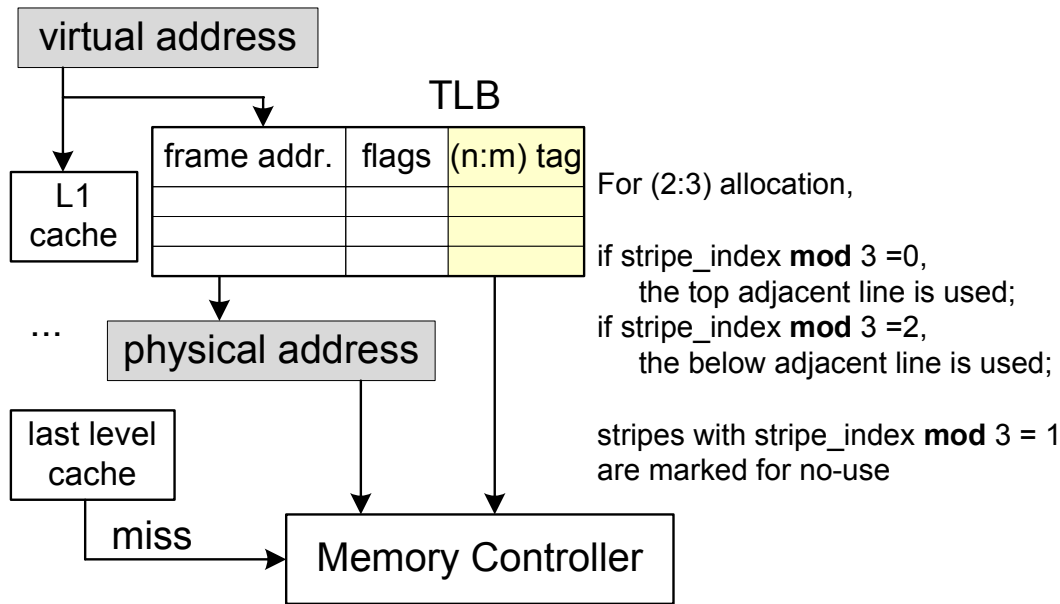 virtual address
TLB
frame addr. flags (n:m) tag
L1
cache
For (2:3) allocation,
if stripe_index mod 3 =0,
the top adjacent line is used;
if stripe_index mod 3 =2,
the below adjacent line is used;
...
physical address
stripes with stripe_index mod 3 = 1
are marked for no-use
last level
cache
miss
Memory Controller